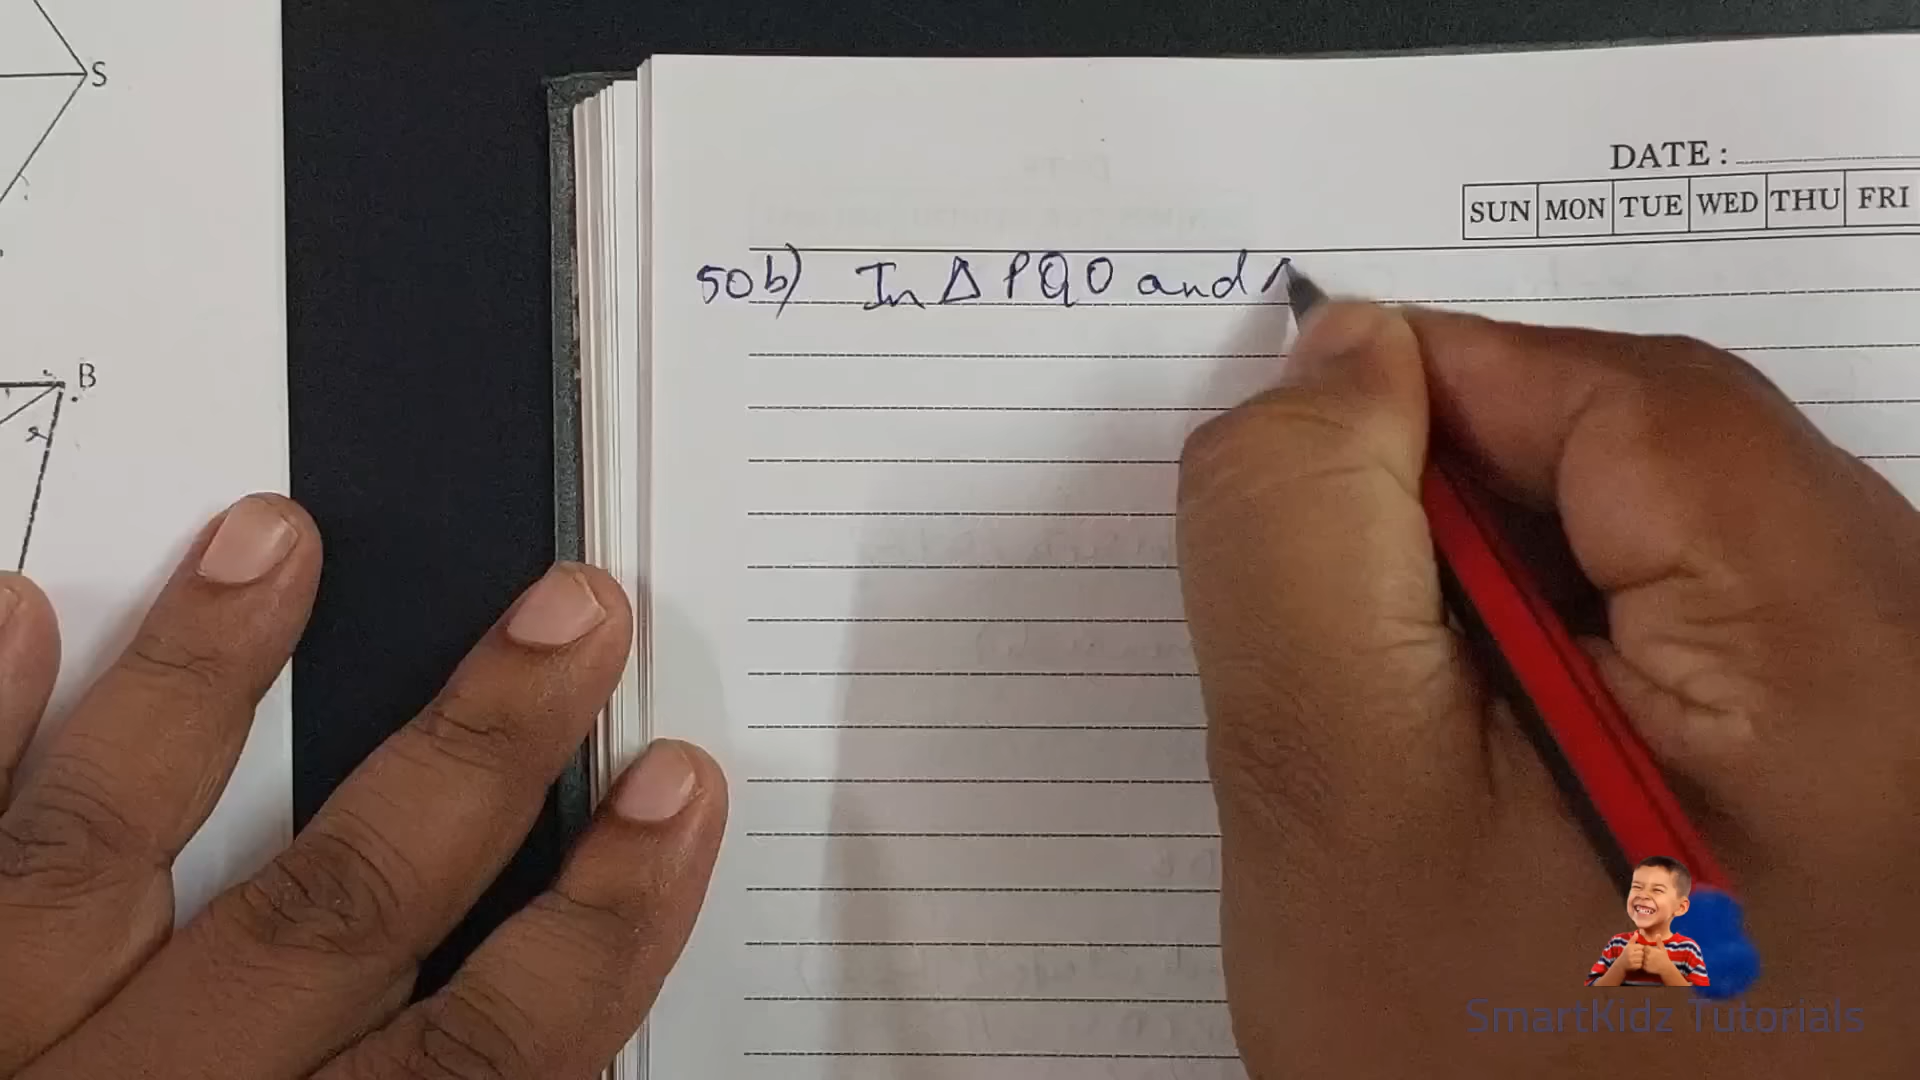 S
DATE :
SUN MON TUE WED THU FRI
50b) In Δ PQO and Δ
B
SmartKidz Tutorials